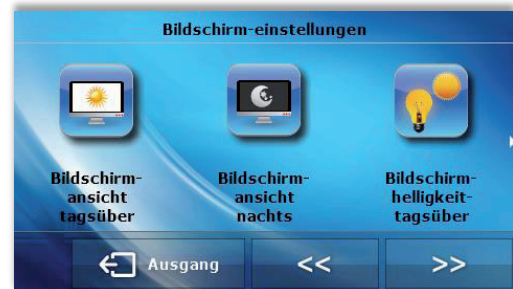 Bildschirm-einstellungen
Bildschirm-
ansicht
tagsüber
Bildschirm-
ansicht
nachts
Bildschirm-
helligkeit-
tagsüber
Ausgang
<<
>>